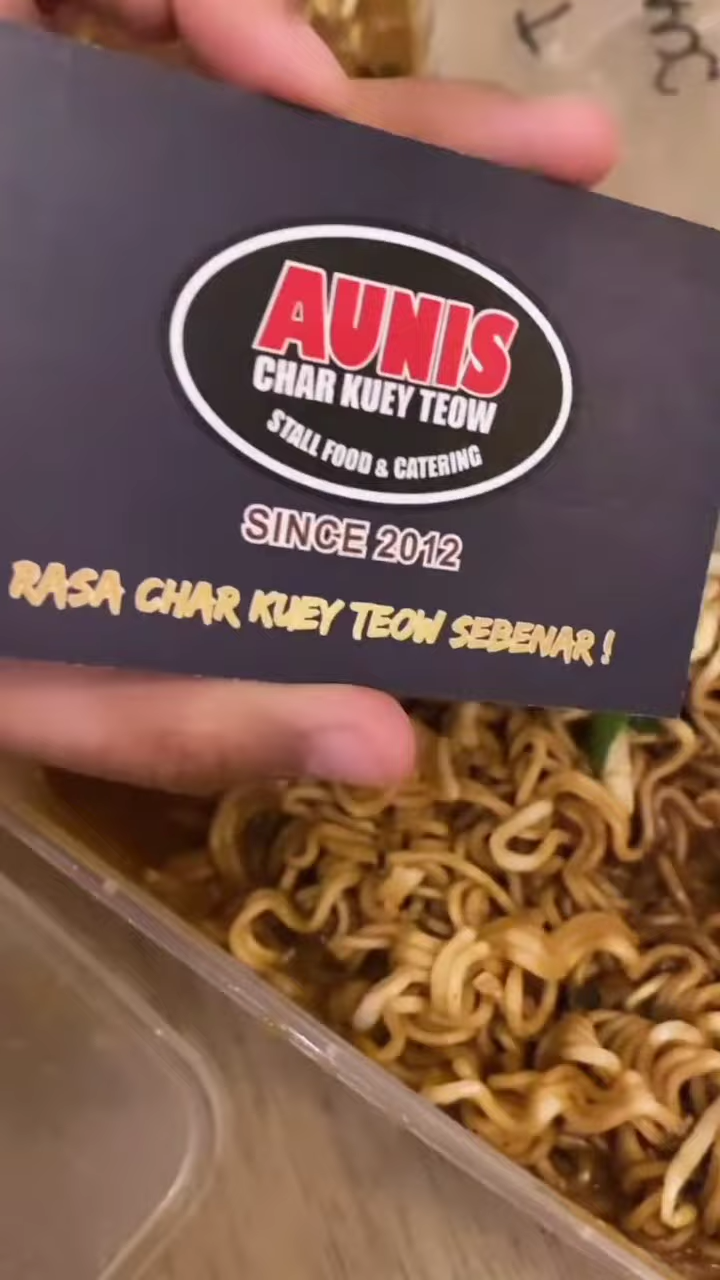 AUNIS
CHAR KUEY TEOW
STALL FOOD & CATERING
SINCE 2012
RASA CHAR KUEY TEOW SEBENAR!